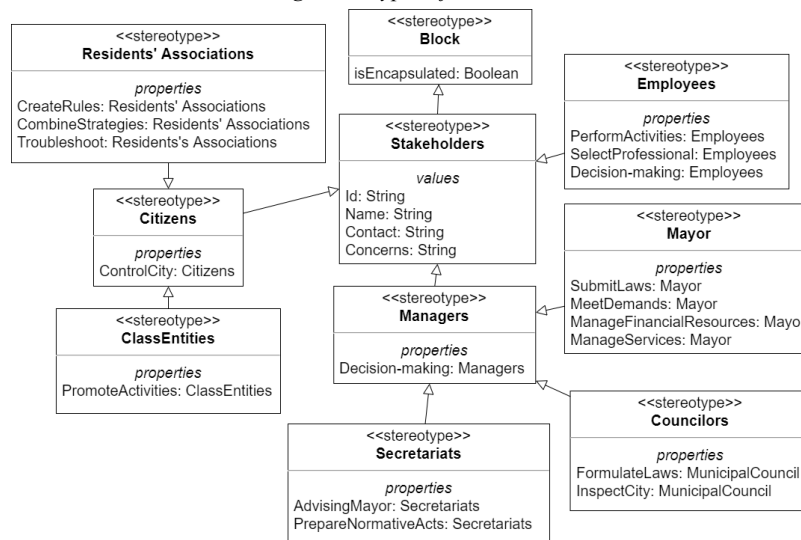 <<stereotype>>
Residents' Associations
properties
CreateRules: Residents' Associations
CombineStrategies: Residents' Associations
Troubleshoot: Residents's Associations
<<stereotype>>
Block
isEncapsulated: Boolean
<<stereotype>>
Employees
properties
PerformActivities: Employees
SelectProfessional: Employees
Decision-making: Employees
<<stereotype>>
Stakeholders
values
Id: String
Name: String
Contact: String
Concerns: String
<<stereotype>>
Citizens
properties
ControlCity: Citizens
<<stereotype>>
Mayor
properties
SubmitLaws: Mayor
MeetDemands: Mayor
ManageFinancialResources: Mayo
ManageServices: Mayor
<<stereotype>>
Managers
properties
Decision-making: Managers
<<stereotype>>
ClassEntities
properties
PromoteActivities: ClassEntities
<<stereotype>>
Councilors
properties
FormulateLaws: MunicipalCouncil
InspectCity: MunicipalCouncil
<<stereotype>>
Secretariats
properties
AdvisingMayor: Secretariats
PrepareNormativeActs: Secretariats